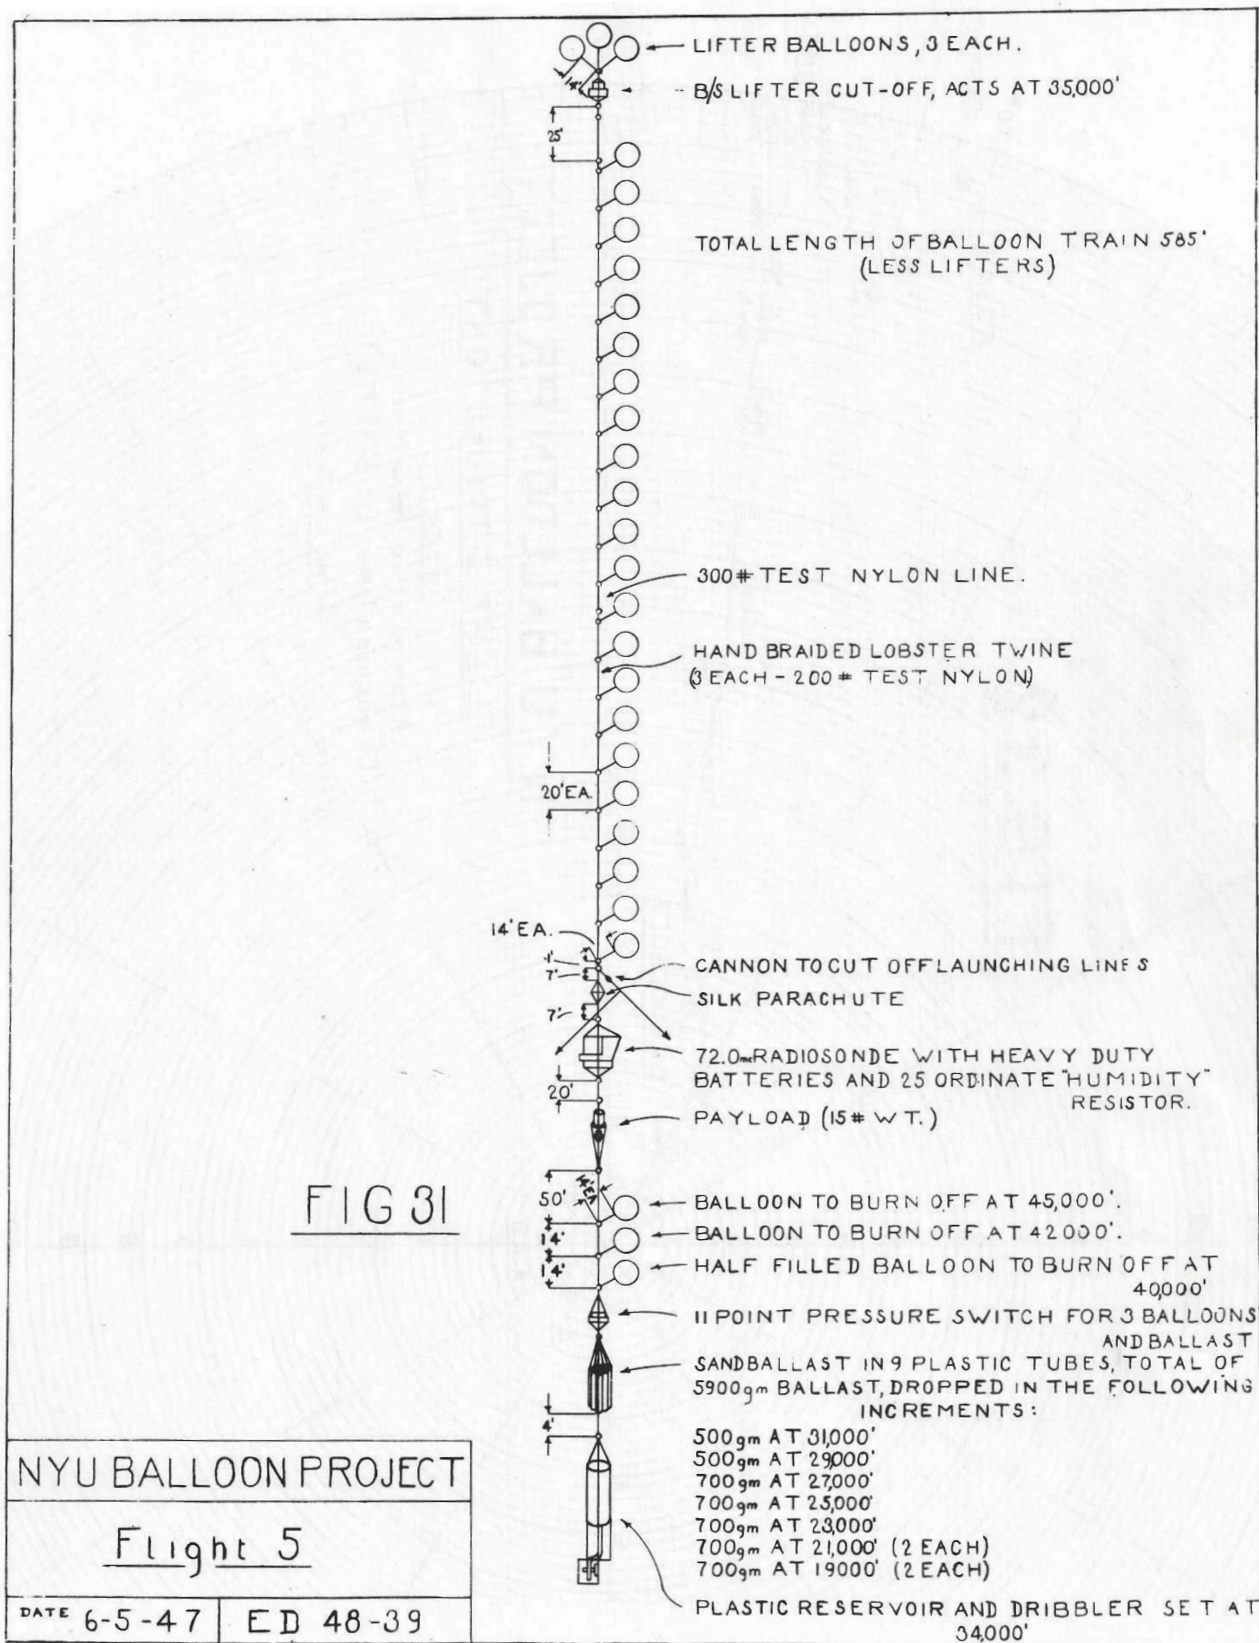 LIFTER BALLOONS, 3 EACH.
14'
B/S LIFTER CUT-OFF, ACTS AT 35,000'
25'
TOTAL LENGTH OF BALLOON TRAIN 585'
(LESS LIFTERS)
300# TEST NYLON LINE.
HAND BRAIDED LOBSTER TWINE
(3 EACH - 200# TEST NYLON)
20' EA.
14' EA.
CANNON TO CUT OFF LAUNCHING LINES
7'
SILK PARACHUTE
7'
72.0mc RADIOSONDE WITH HEAVY DUTY
BATTERIES AND 25 ORDINATE "HUMIDITY"
RESISTOR.
20'
PAYLOAD (15# WT.)
FIG 31
50'
BALLOON TO BURN OFF AT 45,000'.
14'
BALLOON TO BURN OFF AT 42000'.
14'
HALF FILLED BALLOON TO BURN OFF AT
40,000'
11 POINT PRESSURE SWITCH FOR 3 BALLOONS
AND BALLAST
SAND BALLAST IN 9 PLASTIC TUBES, TOTAL OF
5900gm BALLAST, DROPPED IN THE FOLLOWING
INCREMENTS:
4'
500gm AT 31,000'
500gm AT 29,000'
700gm AT 27,000'
700gm AT 25,000'
700gm AT 23,000'
700gm AT 21,000' (2 EACH)
700gm AT 19000' (2 EACH)
PLASTIC RESERVOIR AND DRIBBLER SET AT
34,000'
NYU BALLOON PROJECT
Flight 5
DATE 6-5-47
ED 48-39